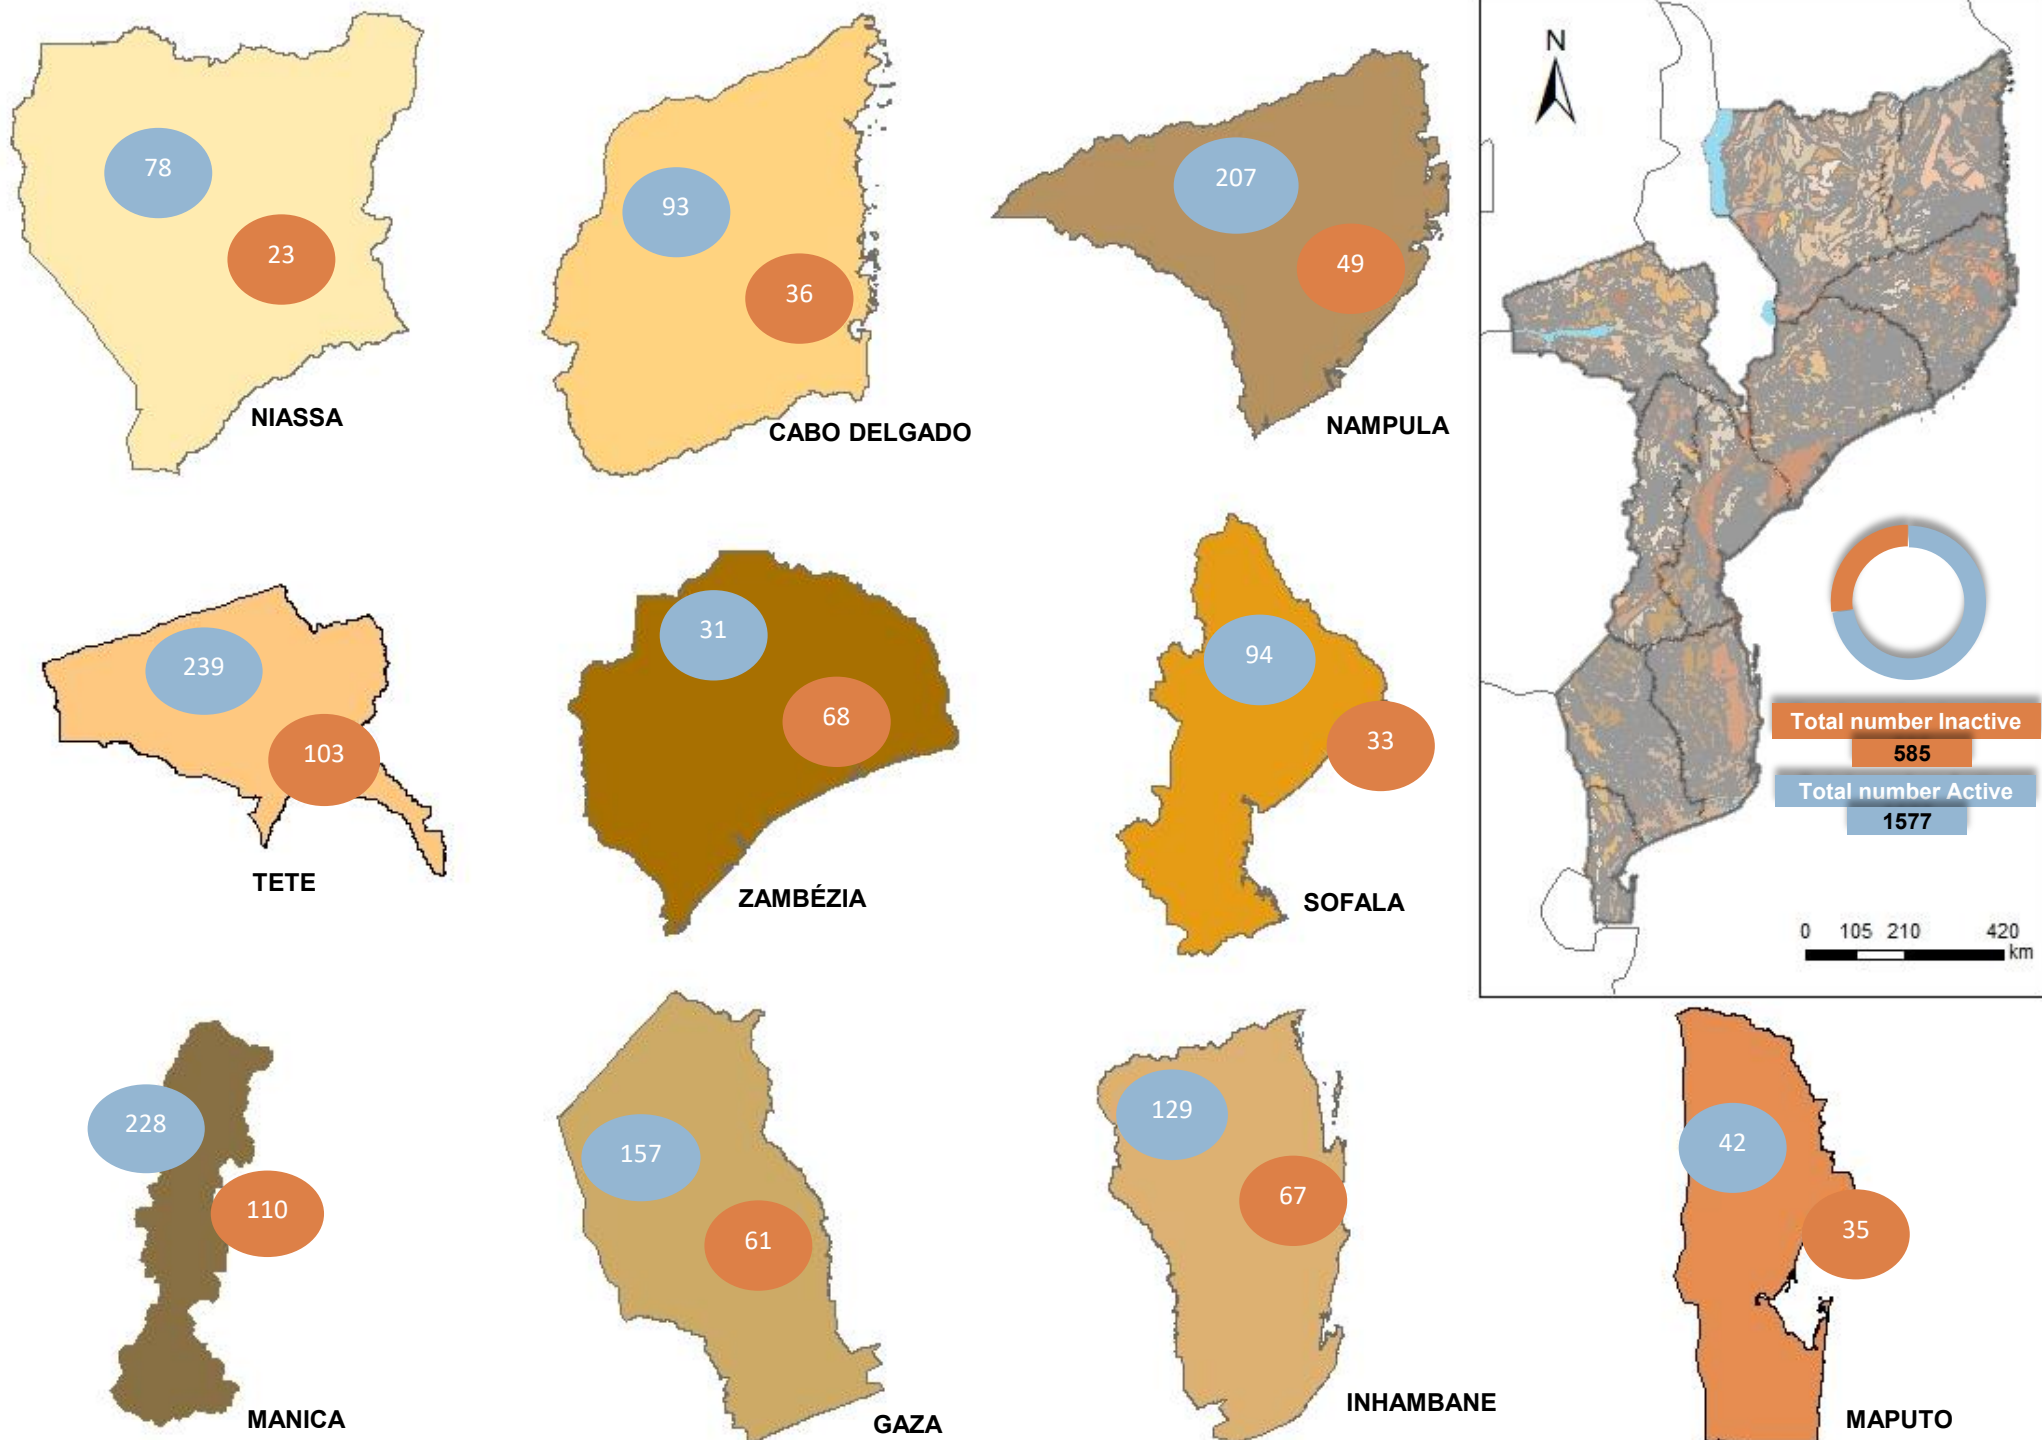 78
23
NIASSA
93
36
CABO DELGADO
207
49
NAMPULA
N
239
103
TETE
31
68
ZAMBÉZIA
94
33
SOFALA
Total number Inactive
585
Total number Active
1577
0 105 210 420
km
228
110
MANICA
157
61
GAZA
129
67
INHAMBANE
42
35
MAPUTO